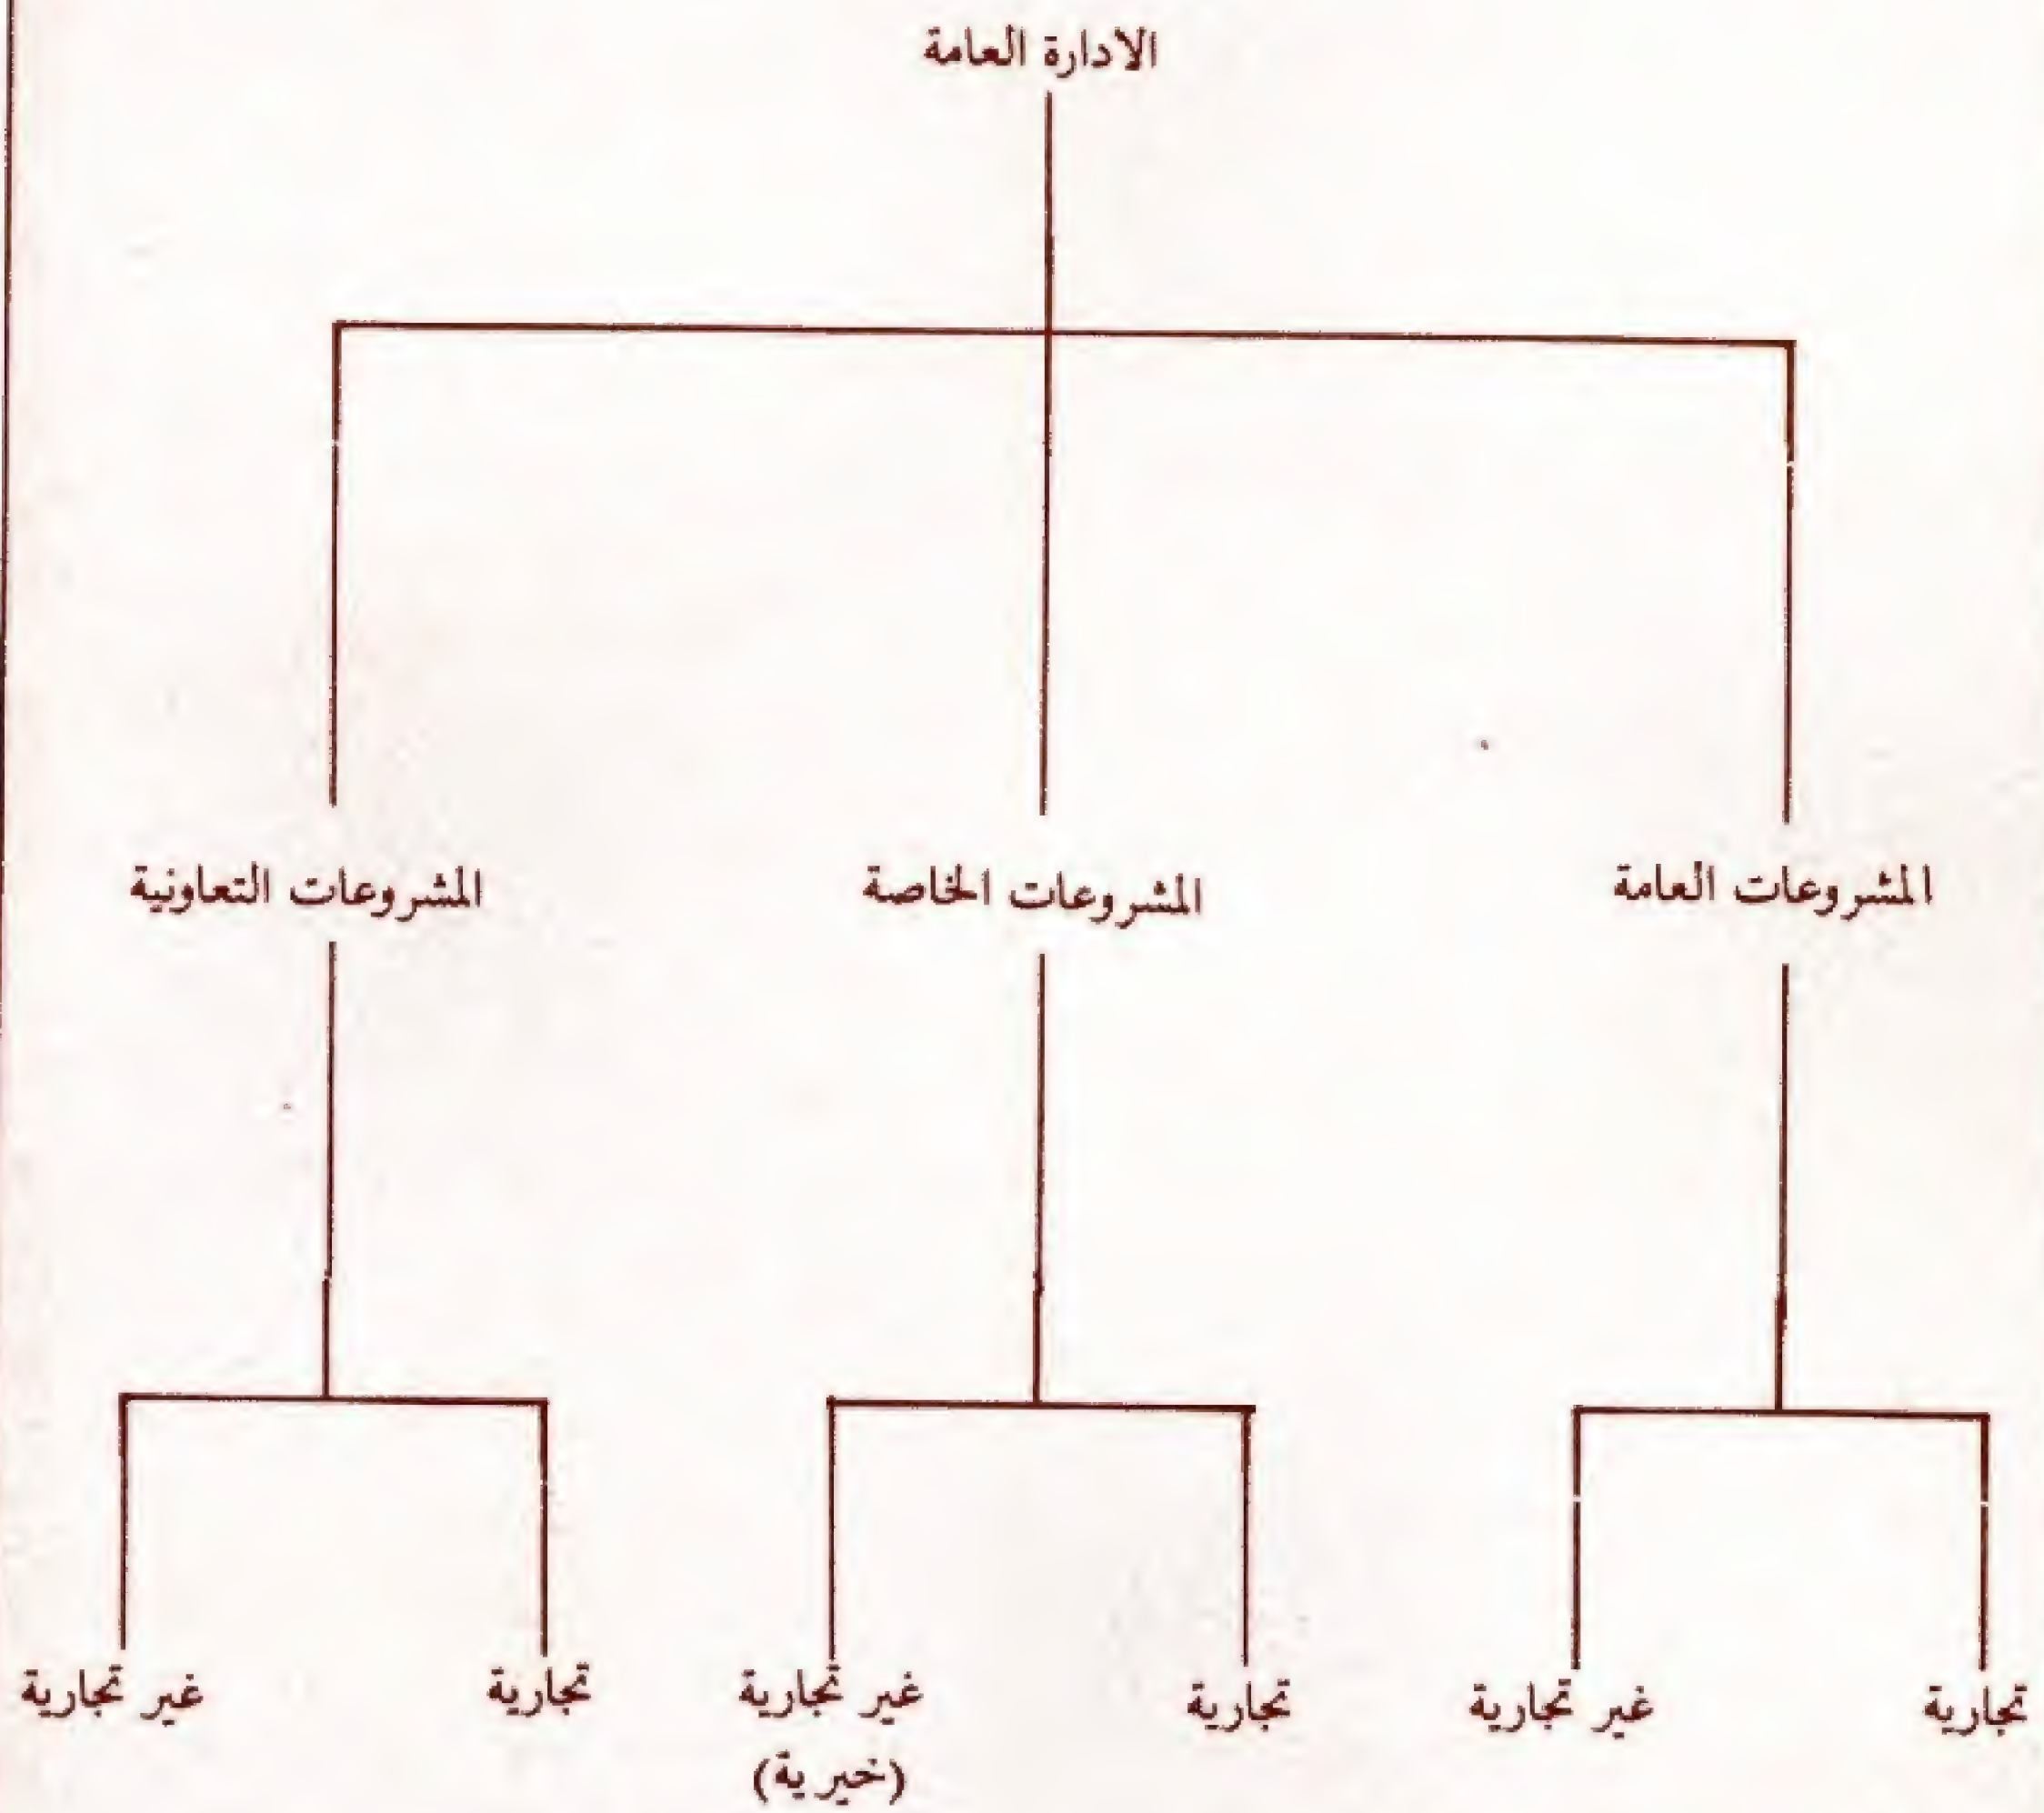 الادارة العامة
المشروعات العامة
المشروعات الخاصة
المشروعات التعاونية
تجارية
غير تجارية
تجارية
غير تجارية
(خيرية)
تجارية
غير تجارية